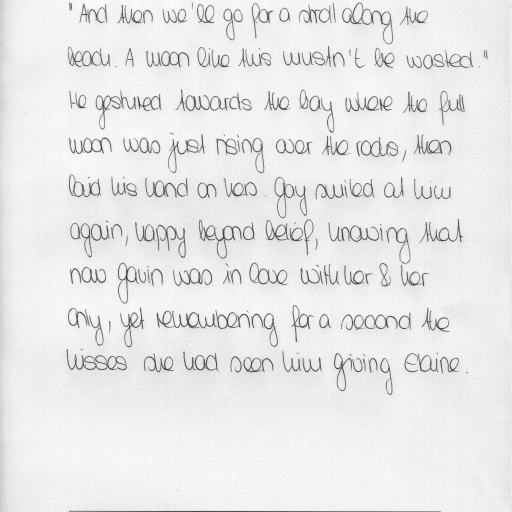 "And then we'll go for a stroll along the
beach. A moon like this mustn't be wasted."
He gestured towards the bay where the full
moon was just rising over the rocks, then
laid his hand on hers. Gay smiled at him
again, happy beyond belief, knowing that
now Gavin was in love with her & her
only, yet remembering for a second the
kisses she had seen him giving Elaine.